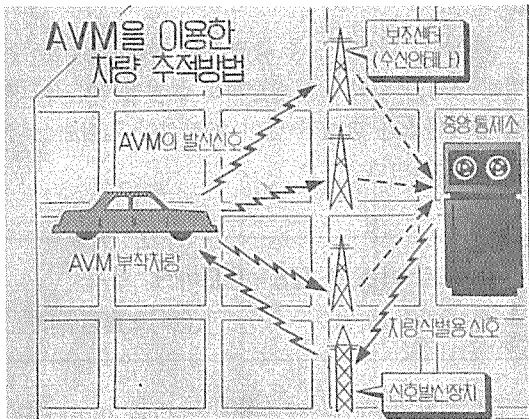 AVM을 이용한
차량 추적방법
보조센터
(수신안테나)
AVM의 발신신호
중앙통제소
AVM 부착차량
차량식별용 신호
신호발신장치